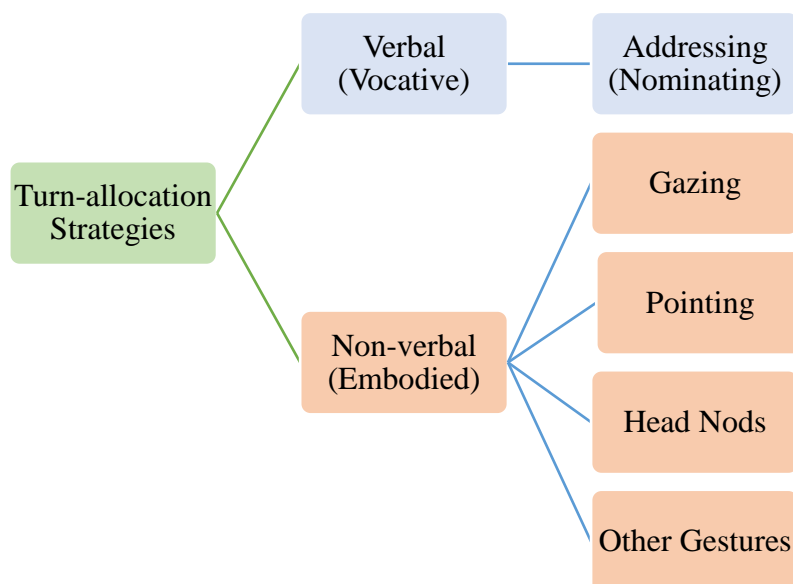 Verbal
(Vocative)
Addressing
(Nominating)
Turn-allocation
Strategies
Gazing
Pointing
Non-verbal
(Embodied)
Head Nods
Other Gestures